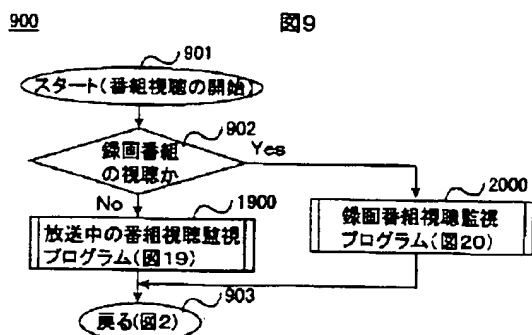 900
図9
901
スタート(番組視聴の開始)
902
録画番組
の視聴か
Yes
No
1900
放送中の番組視聴監視
プログラム(図19)
2000
録画番組視聴監視
プログラム(図20)
903
戻る(図2)